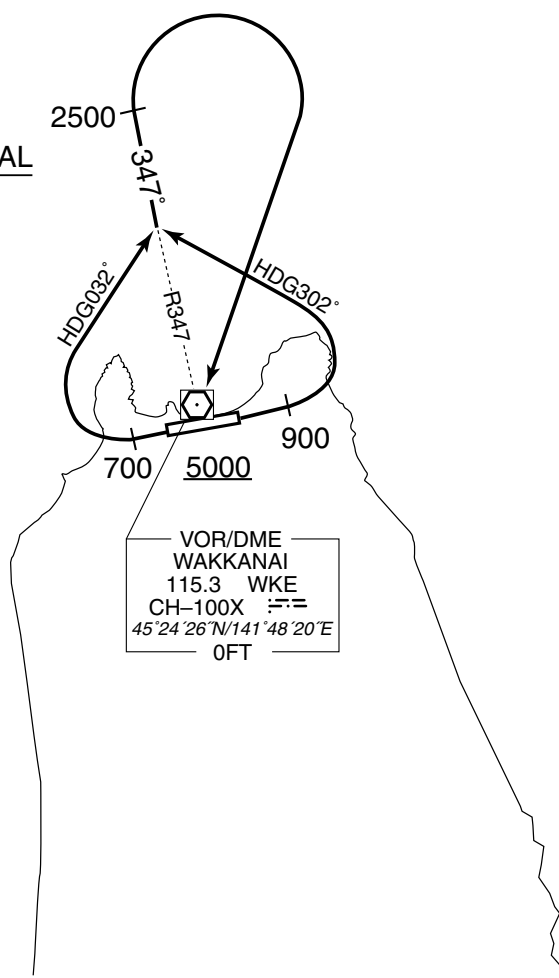 2500
AL
347°
HDG032°
HDG302°
R347
700
5000
900
VOR/DME
WAKKANAI
115.3 WKE
CH–100X
45°24´26˝N/141°48´20˝E
0FT